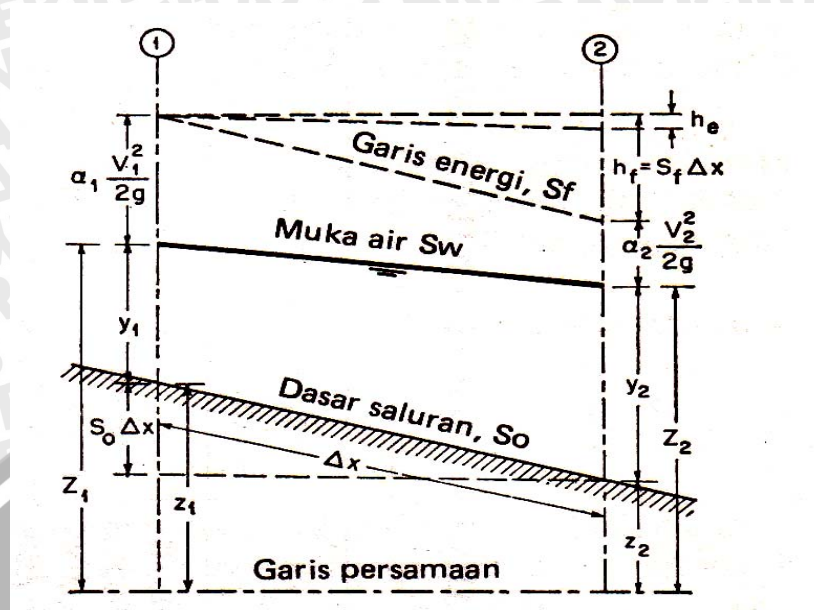 1
2
h_e
Garis energi, Sf
h_f = S_f Δx
α₁ V₁²/2g
Muka air Sw
α₂ V₂²/2g
y₁
y₂
Dasar saluran, So
S₀ Δx
Δx
Z₁
z₁
Z₂
z₂
Garis persamaan